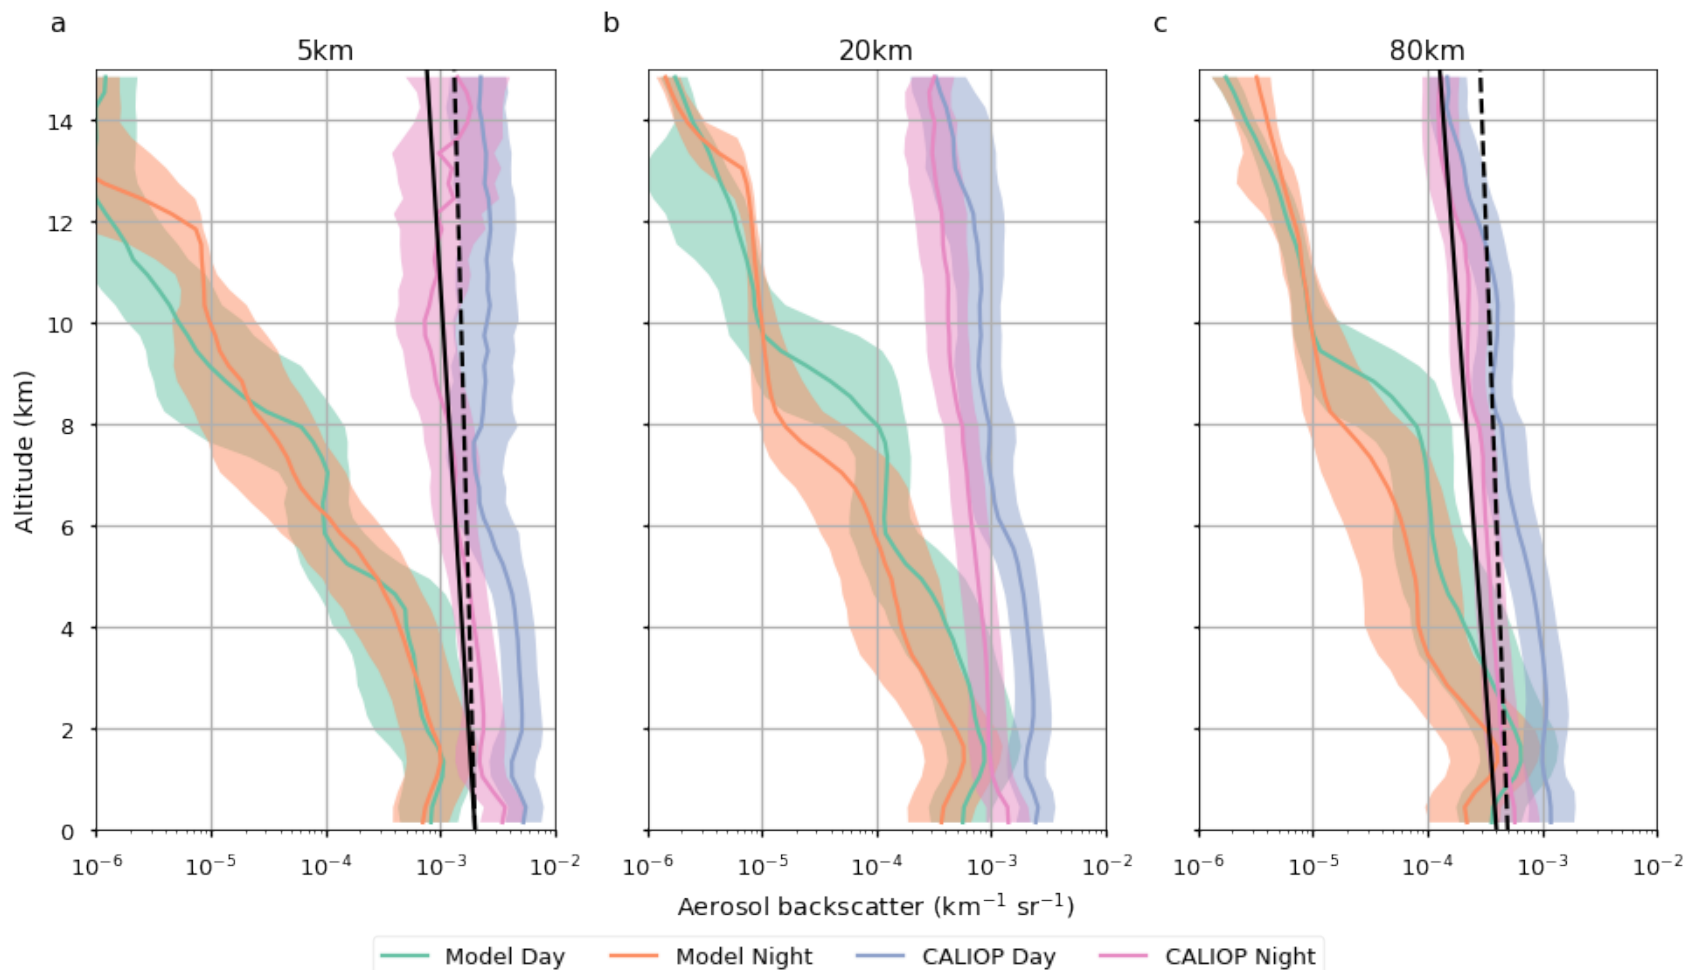 a b c
5km 20km 80km
14
12
10
8
6
4
2
0
Altitude (km)
10⁻⁶ 10⁻⁵ 10⁻⁴ 10⁻³ 10⁻² 10⁻⁶ 10⁻⁵ 10⁻⁴ 10⁻³ 10⁻² 10⁻⁶ 10⁻⁵ 10⁻⁴ 10⁻³ 10⁻²
Aerosol backscatter (km⁻¹ sr⁻¹)
Model Day Model Night CALIOP Day CALIOP Night